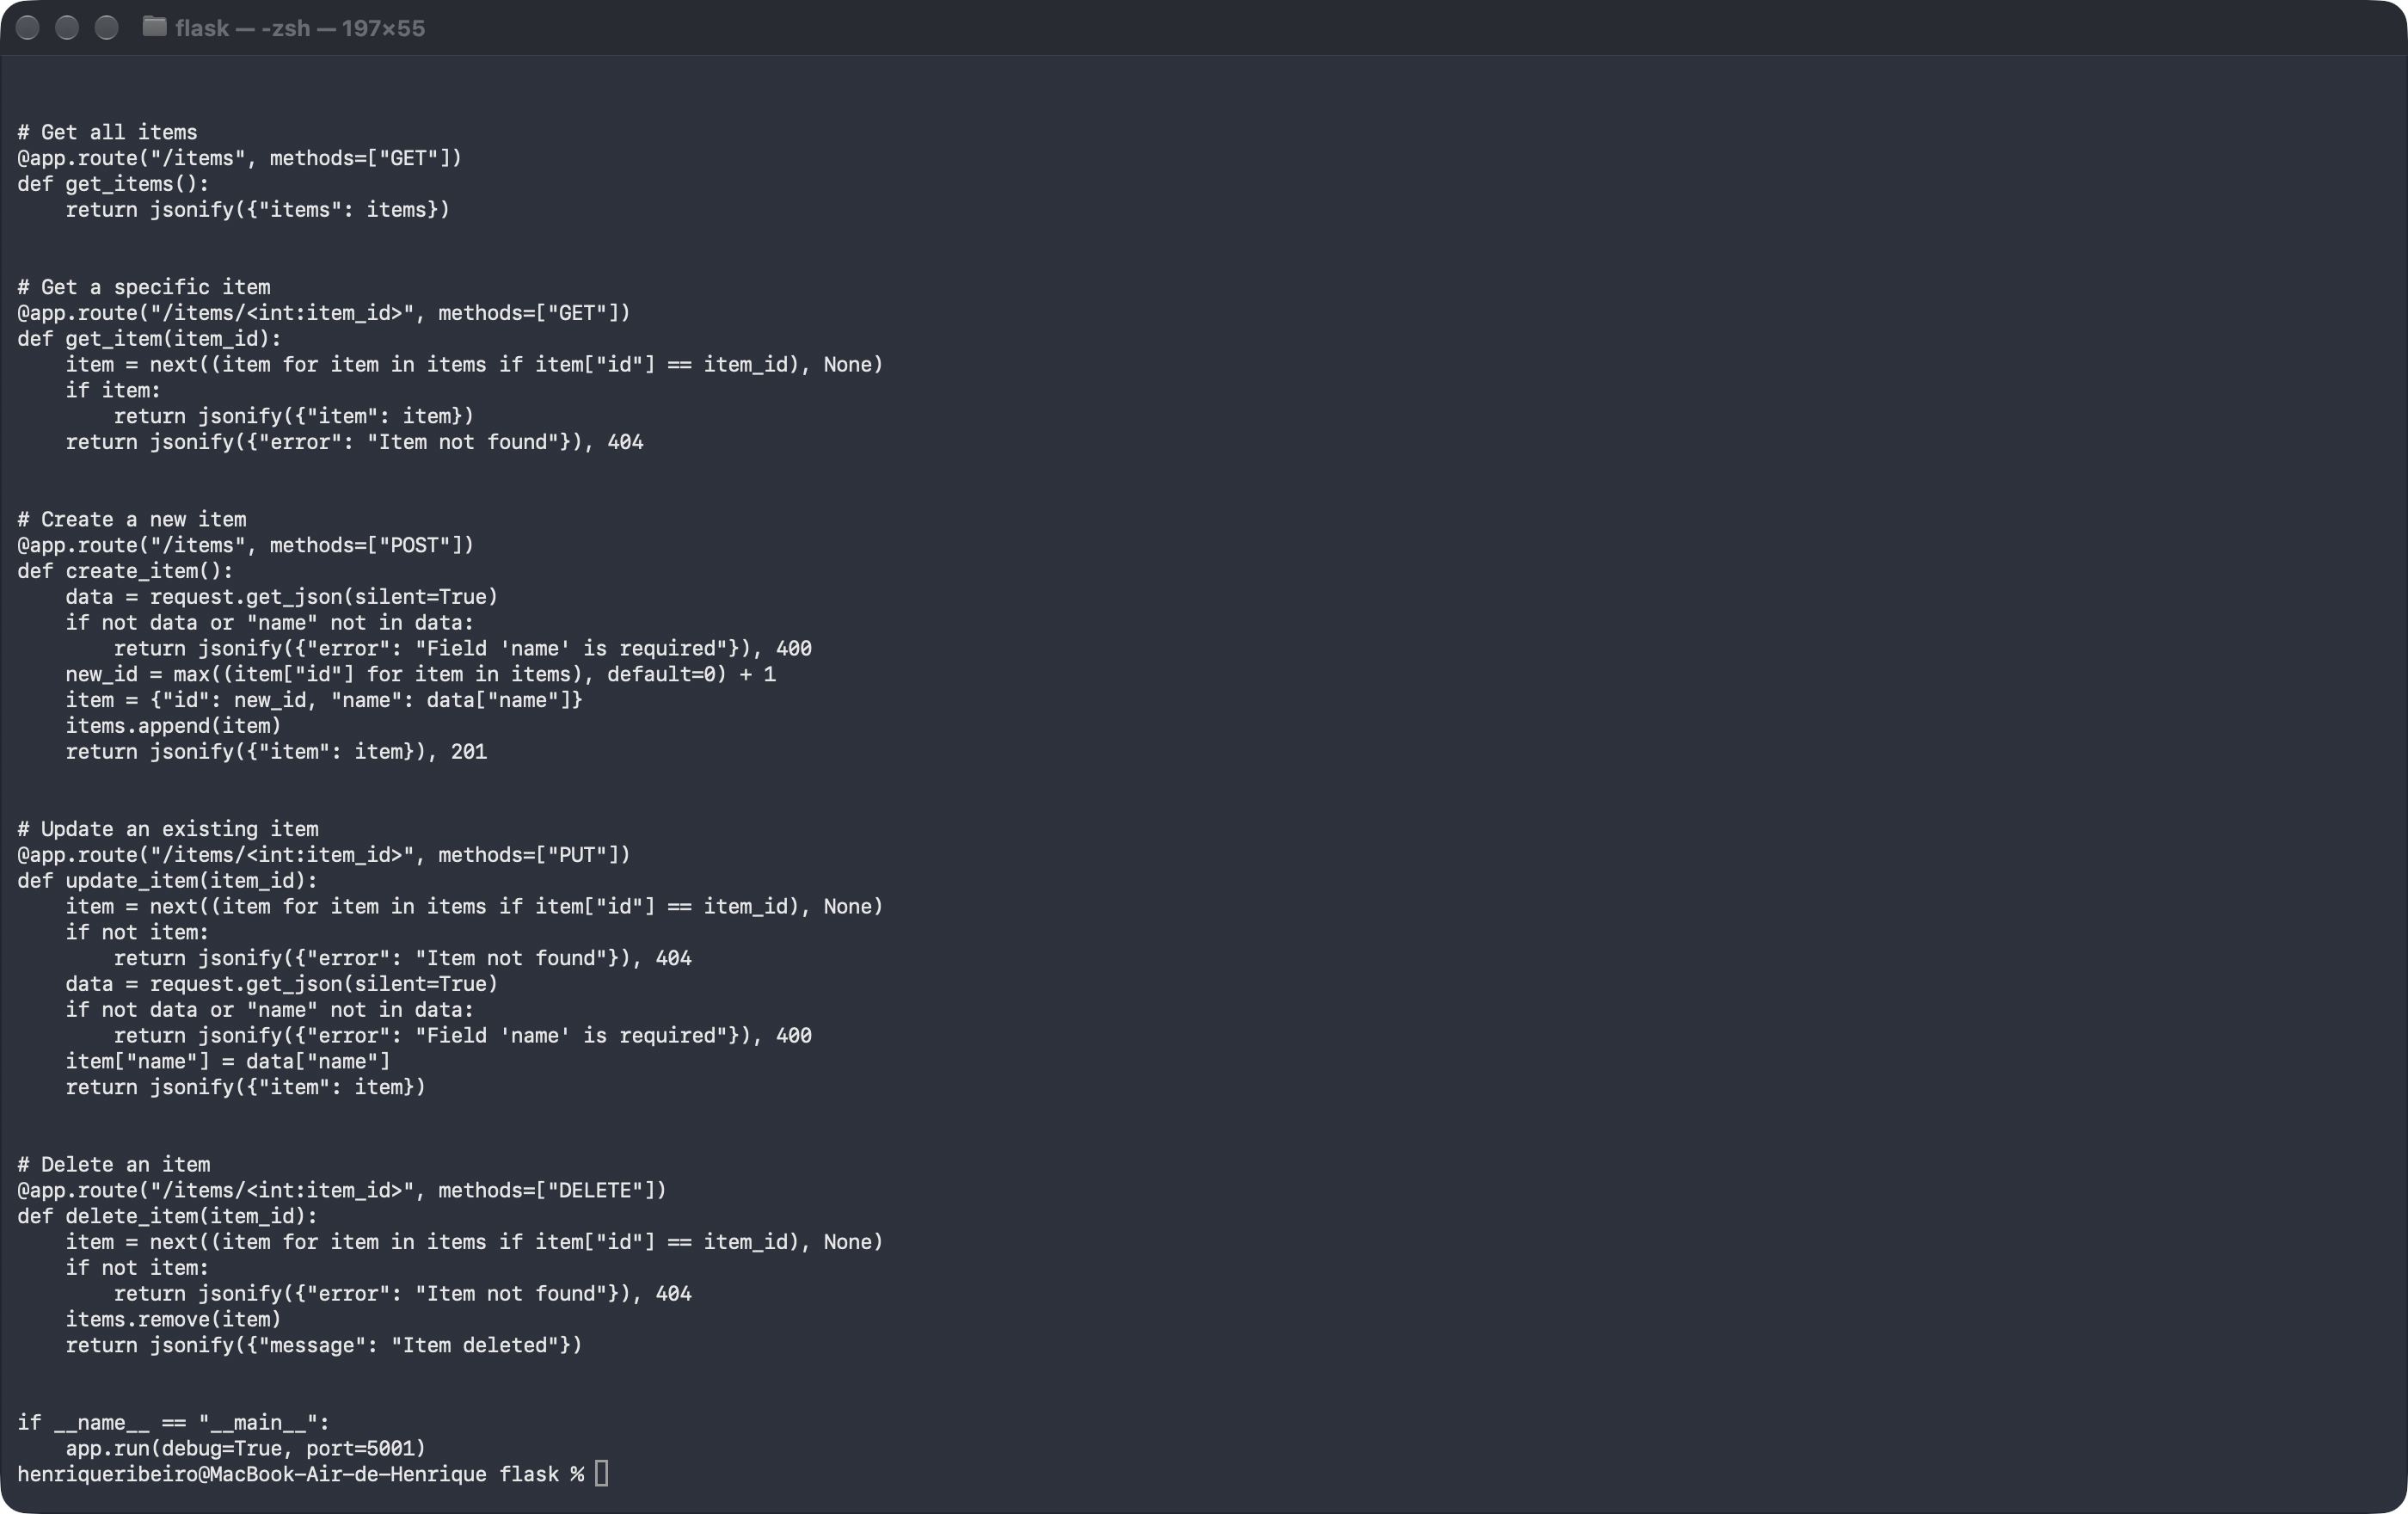 flask — -zsh — 197×55
# Get all items
@app.route("/items", methods=["GET"])
def get_items():
    return jsonify({"items": items})
# Get a specific item
@app.route("/items/<int:item_id>", methods=["GET"])
def get_item(item_id):
    item = next((item for item in items if item["id"] == item_id), None)
    if item:
        return jsonify({"item": item})
    return jsonify({"error": "Item not found"}), 404
# Create a new item
@app.route("/items", methods=["POST"])
def create_item():
    data = request.get_json(silent=True)
    if not data or "name" not in data:
        return jsonify({"error": "Field 'name' is required"}), 400
    new_id = max((item["id"] for item in items), default=0) + 1
    item = {"id": new_id, "name": data["name"]}
    items.append(item)
    return jsonify({"item": item}), 201
# Update an existing item
@app.route("/items/<int:item_id>", methods=["PUT"])
def update_item(item_id):
    item = next((item for item in items if item["id"] == item_id), None)
    if not item:
        return jsonify({"error": "Item not found"}), 404
    data = request.get_json(silent=True)
    if not data or "name" not in data:
        return jsonify({"error": "Field 'name' is required"}), 400
    item["name"] = data["name"]
    return jsonify({"item": item})
# Delete an item
@app.route("/items/<int:item_id>", methods=["DELETE"])
def delete_item(item_id):
    item = next((item for item in items if item["id"] == item_id), None)
    if not item:
        return jsonify({"error": "Item not found"}), 404
    items.remove(item)
    return jsonify({"message": "Item deleted"})
if __name__ == "__main__":
    app.run(debug=True, port=5001)
henriqueribeiro@MacBook-Air-de-Henrique flask %